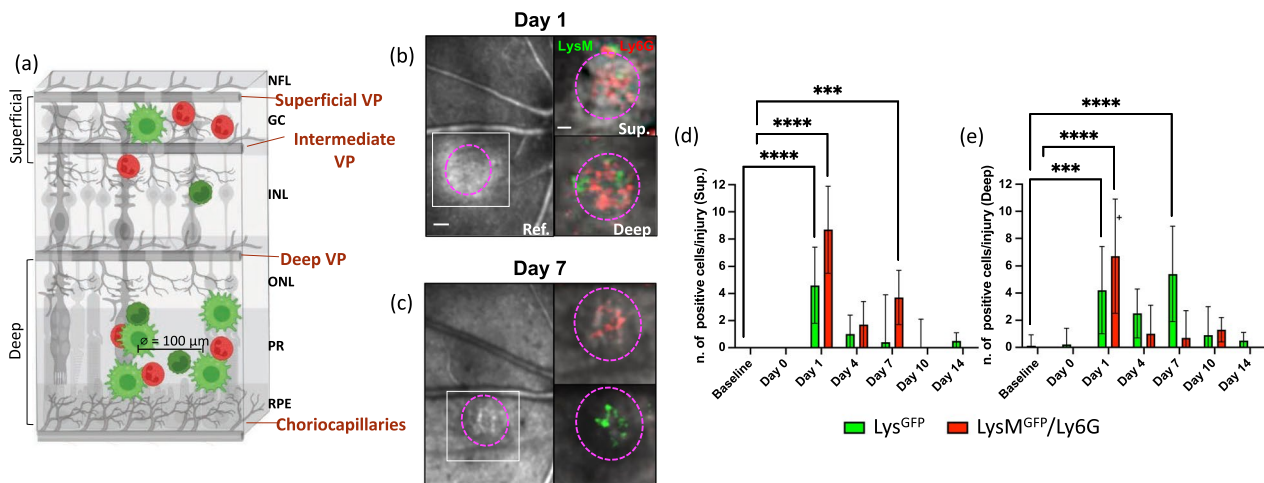 (a)
NFL
Superficial VP
GC
Intermediate
VP
INL
Deep VP
ONL
⌀ = 100 µm
PR
RPE
Choriocapillaries
Superficial
Deep
Day 1
(b)
LysM
Ly6G
Sup.
Ref.
Deep
Day 7
(c)
(d)
n. of positive cells/injury (Sup.)
12
10
8
6
4
2
0
***
****
****
Baseline
Day 0
Day 1
Day 4
Day 7
Day 10
Day 14
(e)
n. of positive cells/injury (Deep)
12
10
8
6
4
2
0
****
****
***
+
Baseline
Day 0
Day 1
Day 4
Day 7
Day 10
Day 14
Lys^GFP
LysM^GFP/Ly6G